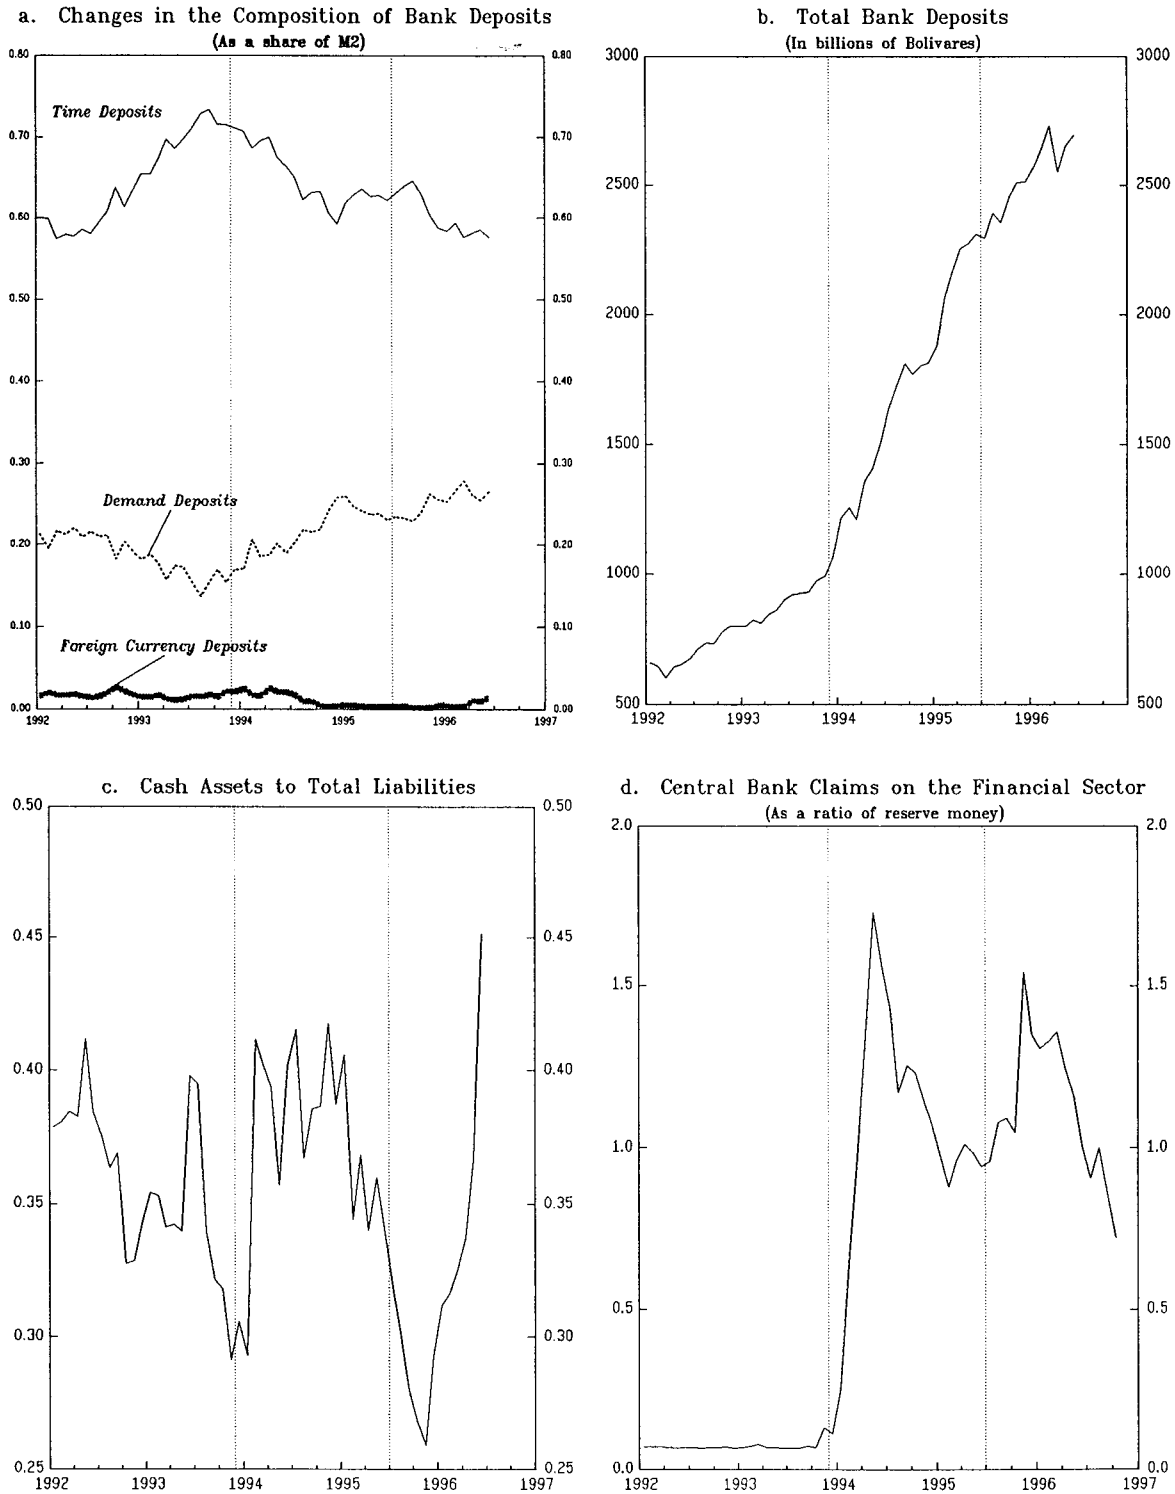 a. Changes in the Composition of Bank Deposits
(As a share of M2)
0.80 0.80
Time Deposits
0.70 0.70
0.60 0.60
0.50 0.50
0.40 0.40
0.30 0.30
Demand Deposits
0.20 0.20
0.10 0.10
Foreign Currency Deposits
0.00 0.00
1992 1993 1994 1995 1996 1997
b. Total Bank Deposits
(In billions of Bolivares)
3000 3000
2500 2500
2000 2000
1500 1500
1000 1000
500 500
1992 1993 1994 1995 1996
c. Cash Assets to Total Liabilities
0.50 0.50
0.45 0.45
0.40 0.40
0.35 0.35
0.30 0.30
0.25 0.25
1992 1993 1994 1995 1996 1997
d. Central Bank Claims on the Financial Sector
(As a ratio of reserve money)
2.0 2.0
1.5 1.5
1.0 1.0
0.5 0.5
0.0 0.0
1992 1993 1994 1995 1996 1997